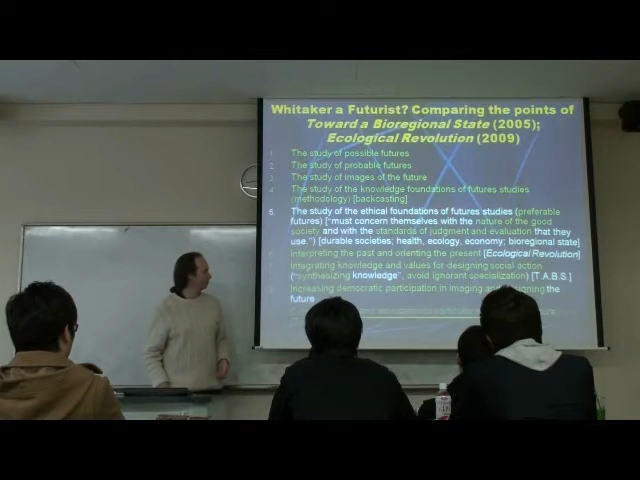 Whitaker a Futurist? Comparing the points of
Toward a Bioregional State (2005);
Ecological Revolution (2009)
1. The study of possible futures
2. The study of probable futures
3. The study of images of the future
4. The study of the knowledge foundations of futures studies
(methodology) [backcasting]
5. The study of the ethical foundations of futures studies (preferable
futures) ["must concern themselves with the nature of the good
society and with the standards of judgment and evaluation that they
use."} [durable societies; health, ecology, economy; bioregional state]
Interpreting the past and orienting the present [Ecological Revolution]
Integrating knowledge and values for designing social action
("synthesizing knowledge", avoid ignorant specialization) [T.A.B.S.]
Increasing democratic participation in imaging and designing the
future